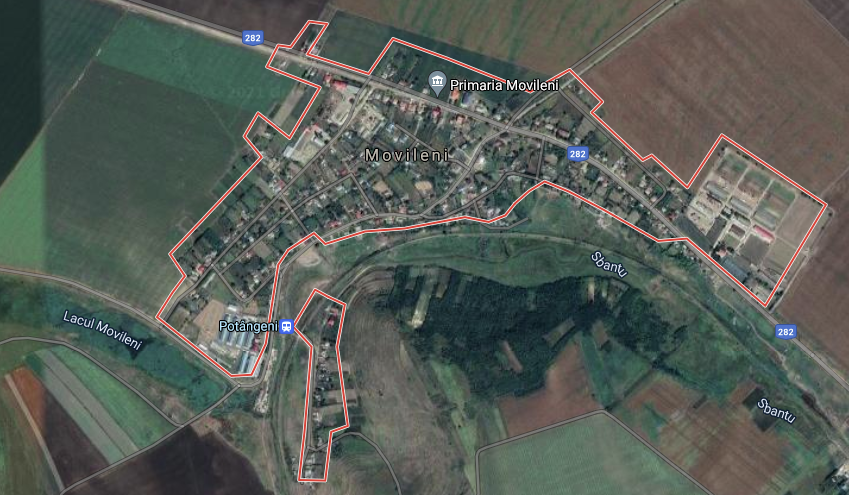 282
Primaria Movileni
Movileni
282
Sbantu
Lacul Movileni
Potângeni
282
Sbantu